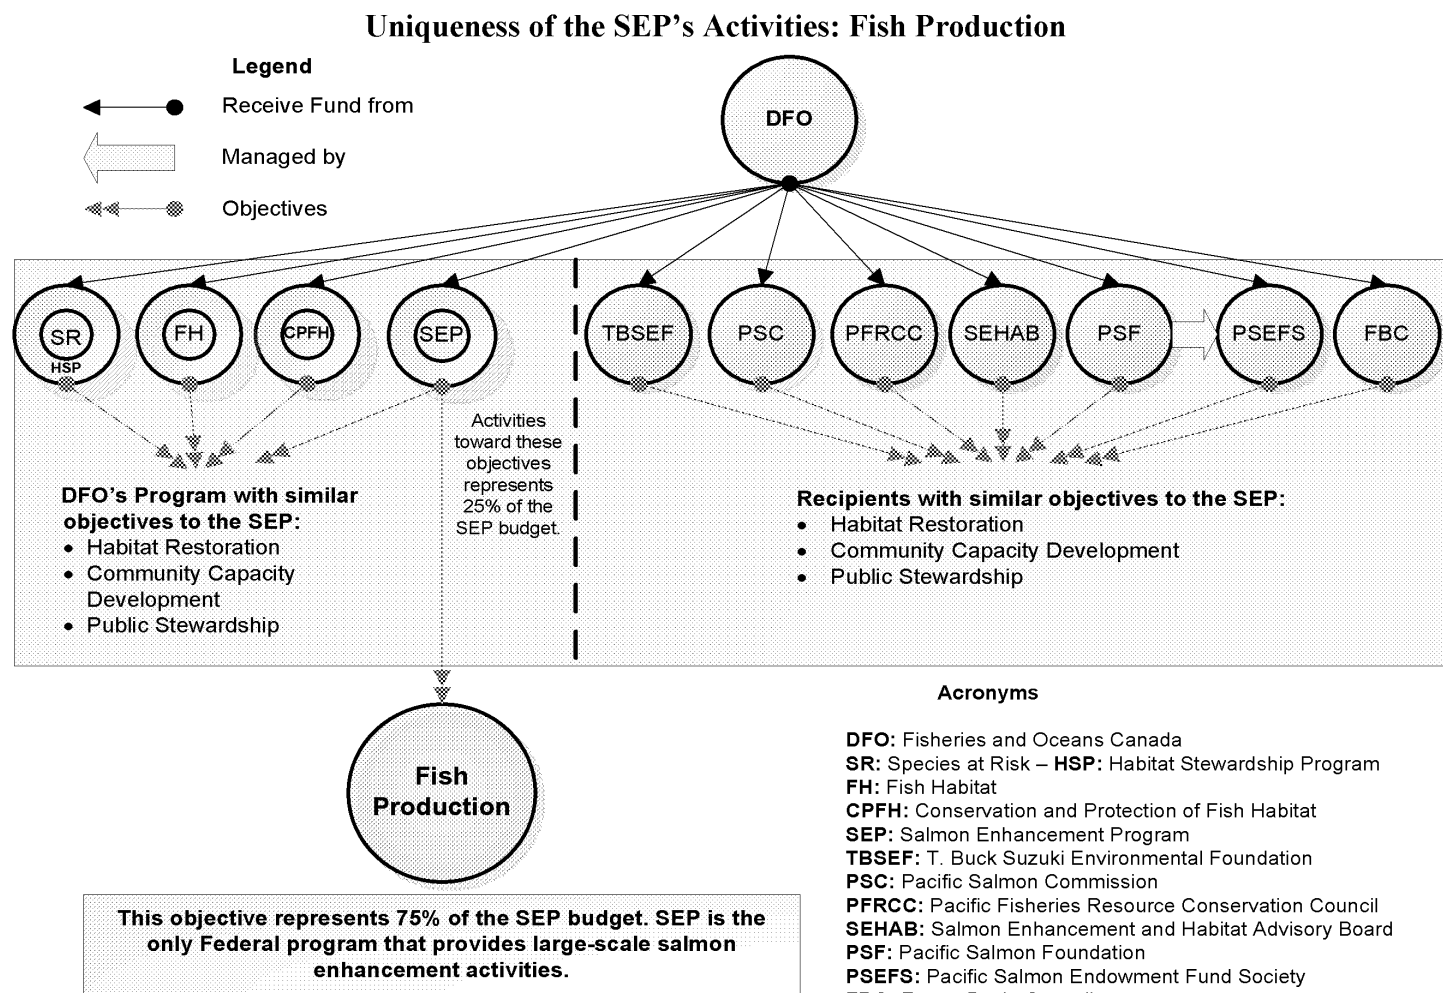 Uniqueness of the SEP's Activities: Fish Production
Legend
Receive Fund from
Managed by
Objectives
DFO
SR
HSP
FH
CPFH
SEP
TBSEF
PSC
PFRCC
SEHAB
PSF
PSEFS
FBC
Activities
toward these
objectives
represents
25% of the
SEP budget.
DFO's Program with similar
objectives to the SEP:
• Habitat Restoration
• Community Capacity
Development
• Public Stewardship
Recipients with similar objectives to the SEP:
• Habitat Restoration
• Community Capacity Development
• Public Stewardship
Fish
Production
This objective represents 75% of the SEP budget. SEP is the
only Federal program that provides large-scale salmon
enhancement activities.
Acronyms
DFO: Fisheries and Oceans Canada
SR: Species at Risk – HSP: Habitat Stewardship Program
FH: Fish Habitat
CPFH: Conservation and Protection of Fish Habitat
SEP: Salmon Enhancement Program
TBSEF: T. Buck Suzuki Environmental Foundation
PSC: Pacific Salmon Commission
PFRCC: Pacific Fisheries Resource Conservation Council
SEHAB: Salmon Enhancement and Habitat Advisory Board
PSF: Pacific Salmon Foundation
PSEFS: Pacific Salmon Endowment Fund Society